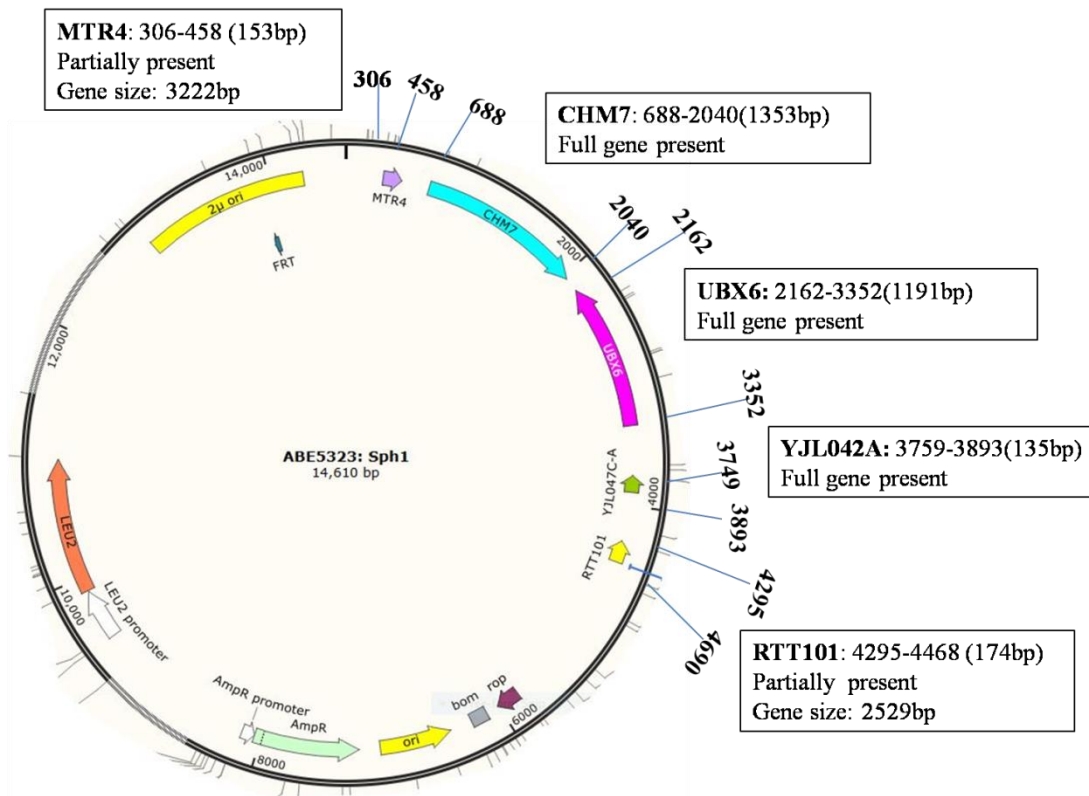 MTR4: 306-458 (153bp)
Partially present
Gene size: 3222bp
306
458
688
CHM7: 688-2040(1353bp)
Full gene present
14,000
2μ ori
MTR4
CHM7
2000
2040
2162
FRT
UBX6: 2162-3352(1191bp)
Full gene present
12,000
UBX6
3352
ABE5323: Sph1
14,610 bp
YJL042A: 3759-3893(135bp)
Full gene present
YJL047C-A
3749
4000
3893
LEU2
RTT101
4295
10,000
LEU2 promoter
4690
RTT101: 4295-4468 (174bp)
Partially present
Gene size: 2529bp
AmpR promoter
AmpR
bom
rop
ori
6000
8000